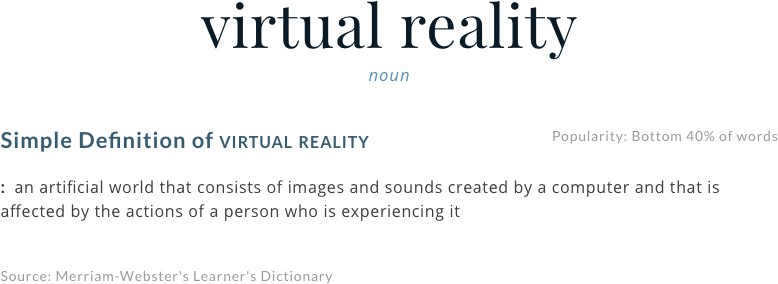 virtual reality
noun
Simple Definition of VIRTUAL REALITY
Popularity: Bottom 40% of words
: an artificial world that consists of images and sounds created by a computer and that is
affected by the actions of a person who is experiencing it
Source: Merriam-Webster's Learner's Dictionary